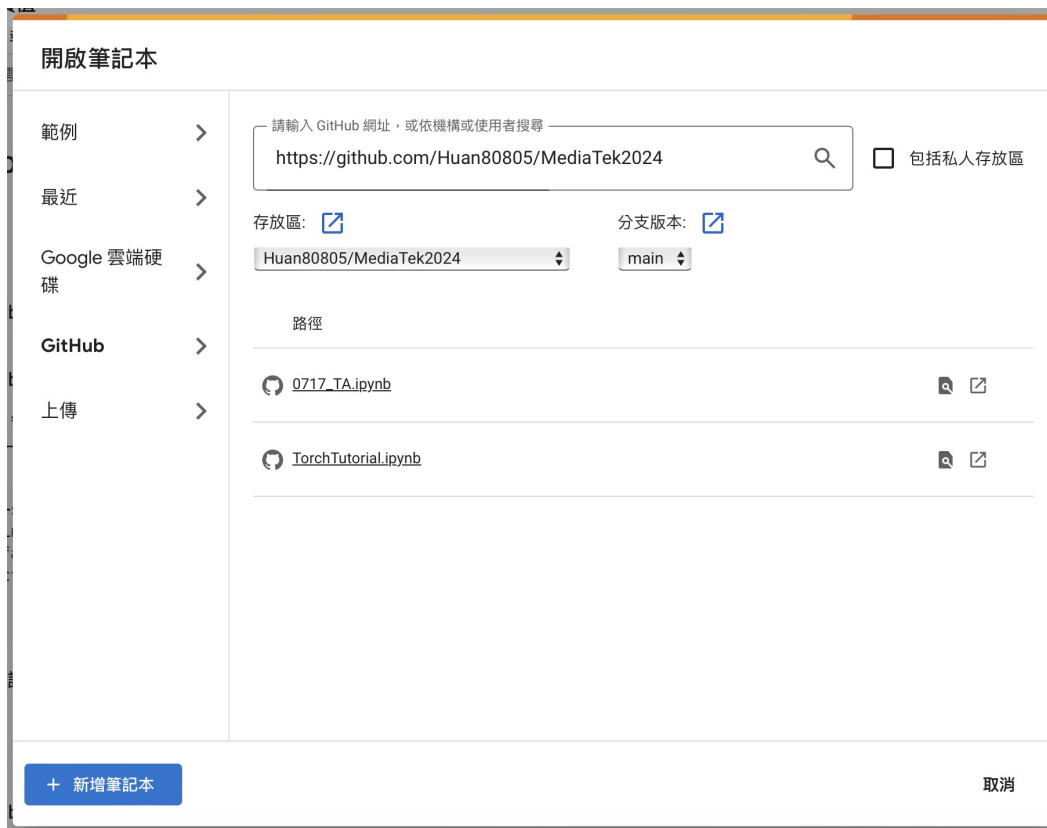 開啟筆記本
範例
最近
Google 雲端硬
碟
GitHub
上傳
請輸入 GitHub 網址，或依機構或使用者搜尋
https://github.com/Huan80805/MediaTek2024
包括私人存放區
存放區:
分支版本:
Huan80805/MediaTek2024
main
路徑
0717_TA.ipynb
TorchTutorial.ipynb
+ 新增筆記本
取消